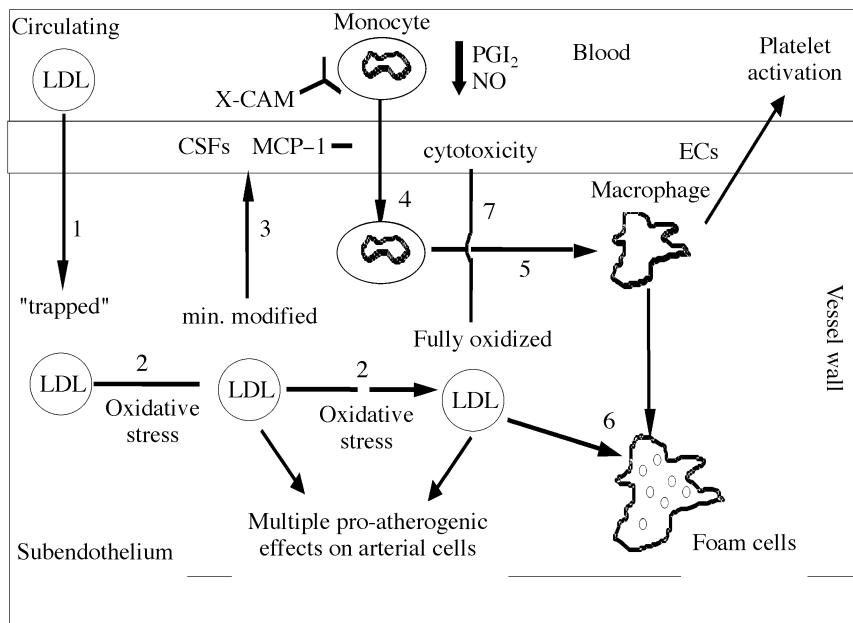 Circulating
LDL
Monocyte
X-CAM
PGI₂
NO
Blood
Platelet
activation
CSFs MCP-1
cytotoxicity
ECs
1
3
4
7
5
Macrophage
"trapped"
min. modified
Fully oxidized
Vessel wall
LDL
2
Oxidative
stress
LDL
2
Oxidative
stress
LDL
6
Multiple pro-atherogenic
effects on arterial cells
Subendothelium
Foam cells